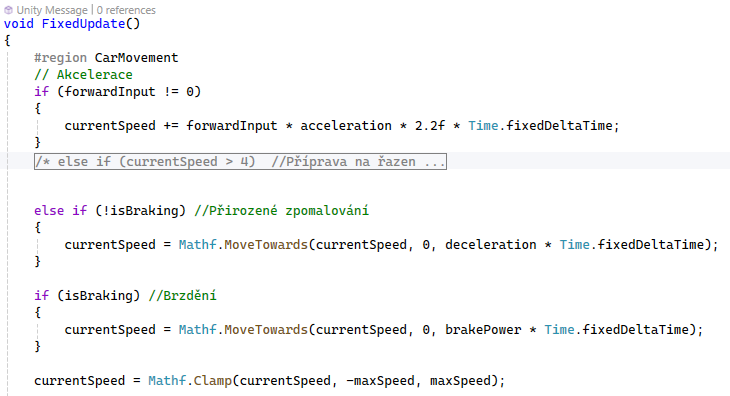 Unity Message | 0 references
void FixedUpdate()
{
#region CarMovement
// Akcelerace
if (forwardInput != 0)
{
currentSpeed += forwardInput * acceleration * 2.2f * Time.fixedDeltaTime;
}
/* else if (currentSpeed > 4)  //Příprava na řazen ...
else if (!isBraking) //Přirozené zpomalování
{
currentSpeed = Mathf.MoveTowards(currentSpeed, 0, deceleration * Time.fixedDeltaTime);
}
if (isBraking) //Brzdění
{
currentSpeed = Mathf.MoveTowards(currentSpeed, 0, brakePower * Time.fixedDeltaTime);
}
currentSpeed = Mathf.Clamp(currentSpeed, -maxSpeed, maxSpeed);